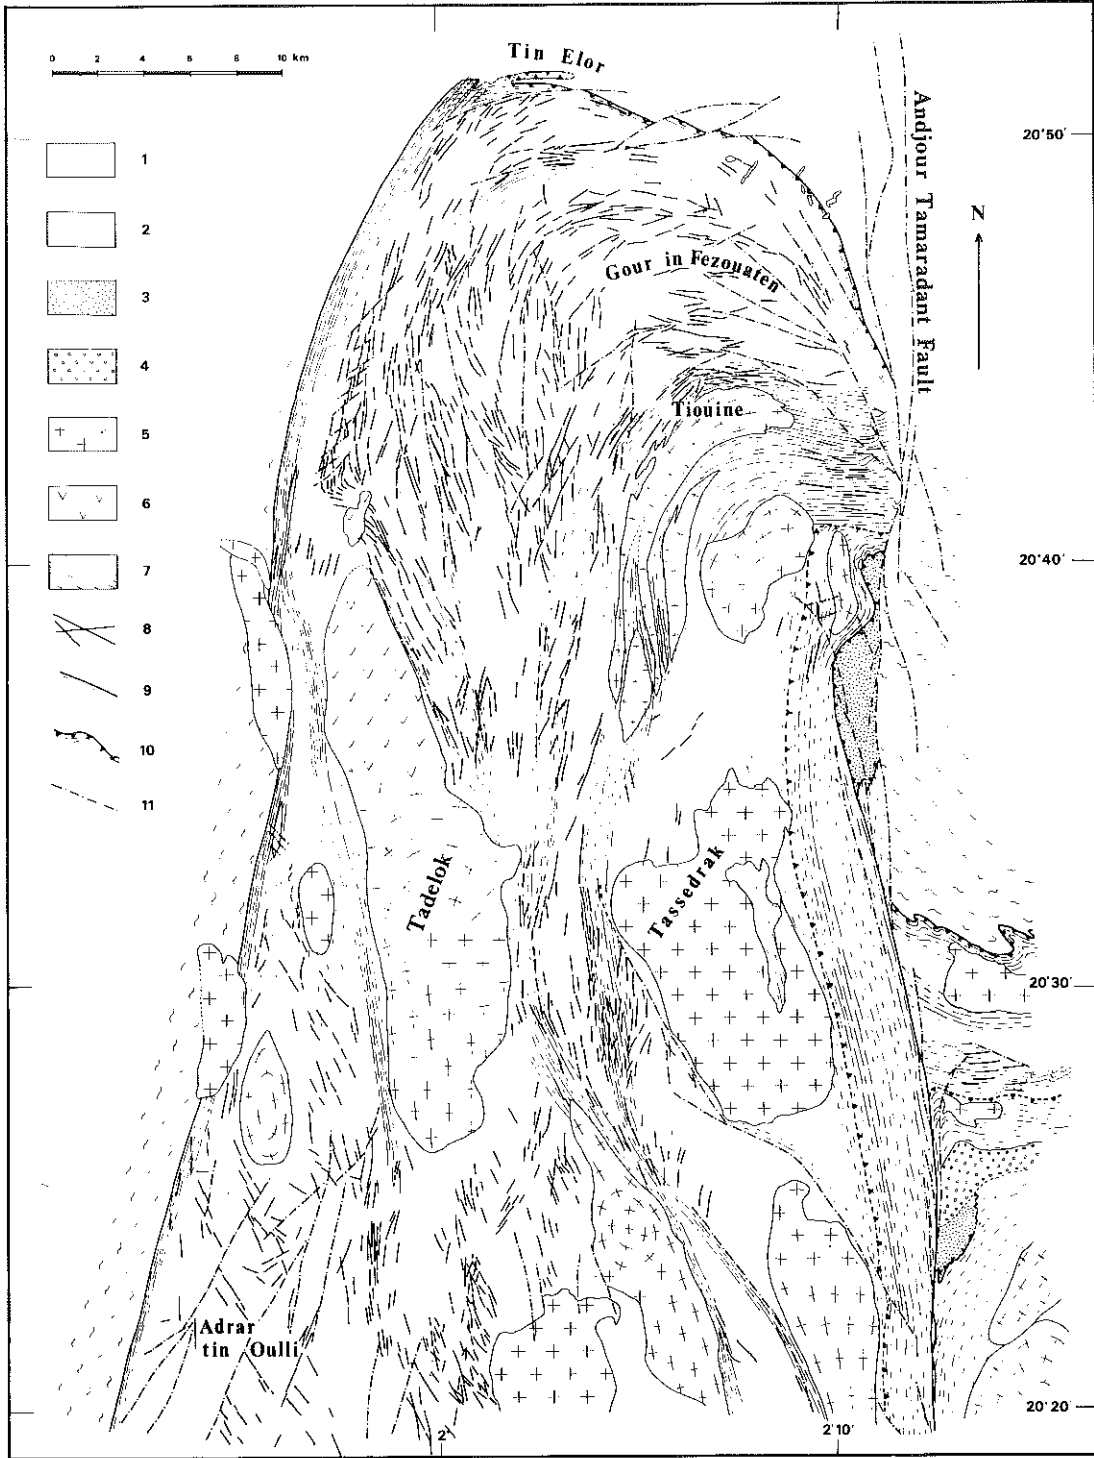 Tin Elor
0 2 4 6 8 10 km
Andjour Tamaradant Fault
20°50'
1
2
N
Gour in Fezouaten
3
4
Tiouine
5
6
20°40'
7
8
9
10
11
Tadelok
Tassedrak
20°30'
Adrar
tin Oulli
20°20'
2°
2°10'